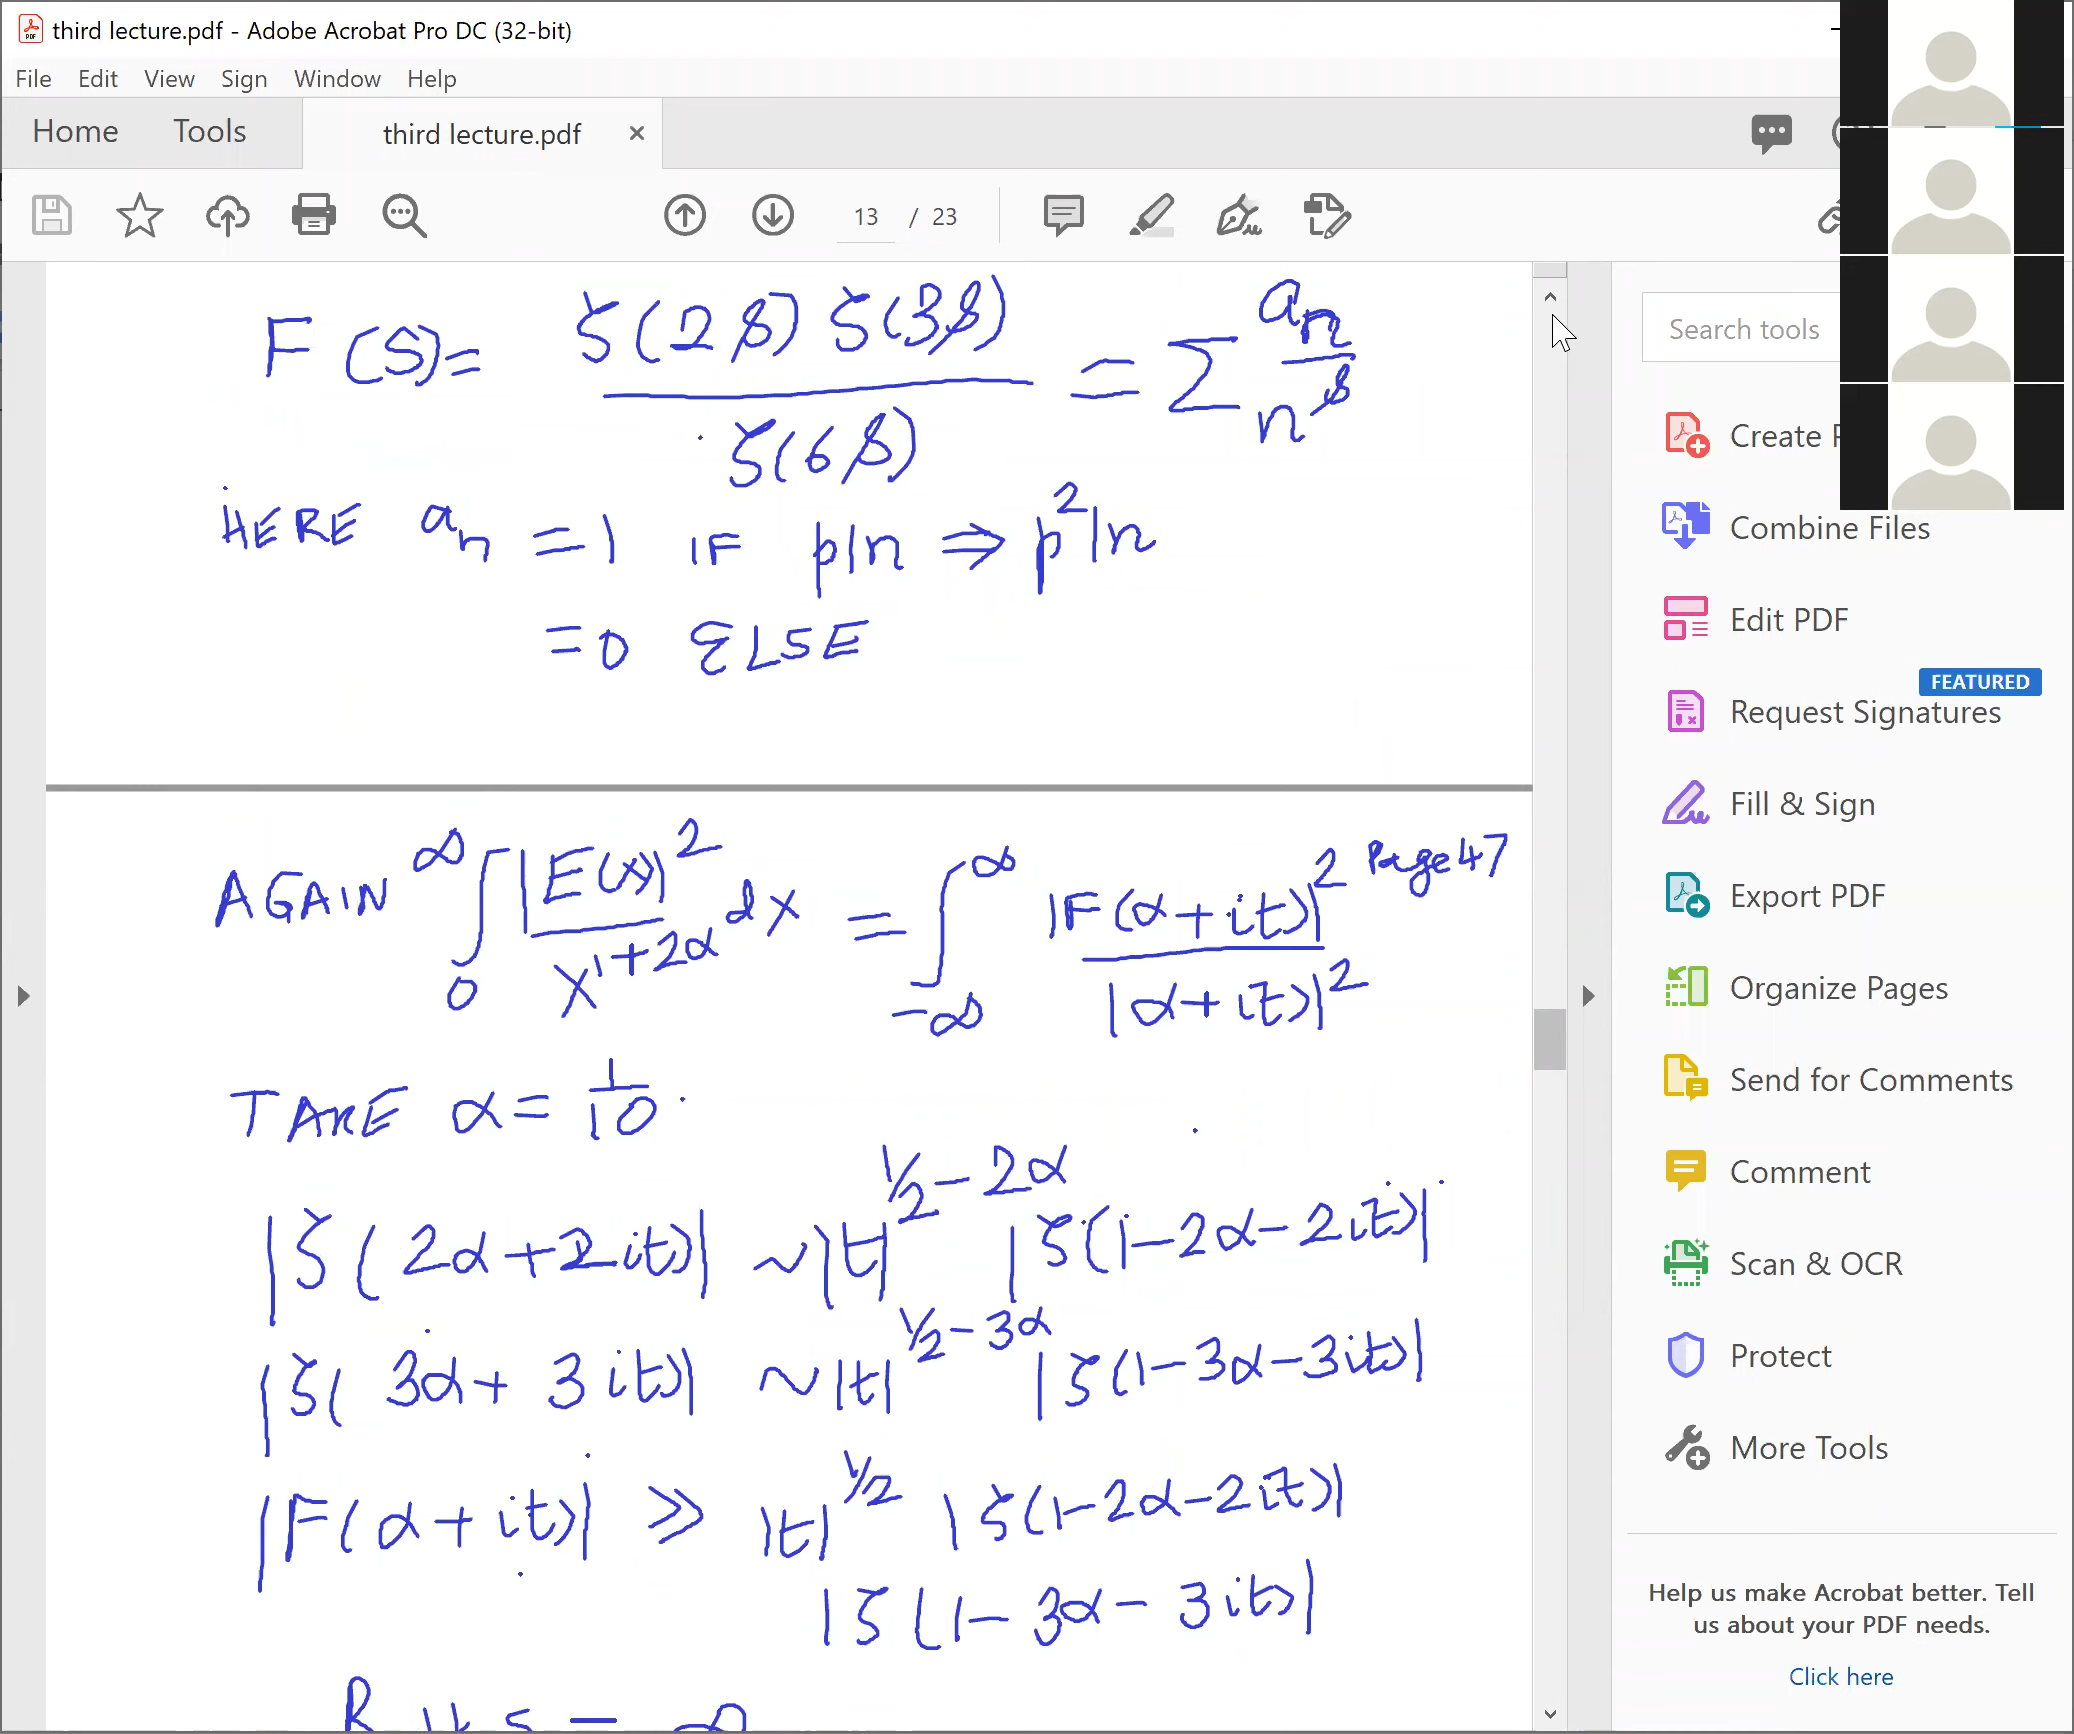 third lecture.pdf - Adobe Acrobat Pro DC (32-bit)
File Edit View Sign Window Help
Home Tools third lecture.pdf ×
13 / 23
F(s) = ζ(2s) ζ(3s) / ζ(6s) = Σ aₙ / nˢ
HERE aₙ = 1 IF p|n ⇒ p²|n
= 0 ELSE
Page 47
AGAIN ∫₀^∞ |E(x)|² / x^(1+2α) dx = ∫_{-∞}^{∞} |F(α+it)|² / |α+it|²
TAKE α = 1/10.
|ζ(2α+2it)| ~ |t|^(1/2-2α) |ζ(1-2α-2it)|
|ζ(3α+3it)| ~ |t|^(1/2-3α) |ζ(1-3α-3it)|
|F(α+it)| ≫ |t|^(1/2) |ζ(1-2α-2it)|
|ζ(1-3α-3it)|
Search tools
Create
Combine Files
Edit PDF
FEATURED
Request Signatures
Fill & Sign
Export PDF
Organize Pages
Send for Comments
Comment
Scan & OCR
Protect
More Tools
Help us make Acrobat better. Tell
us about your PDF needs.
Click here